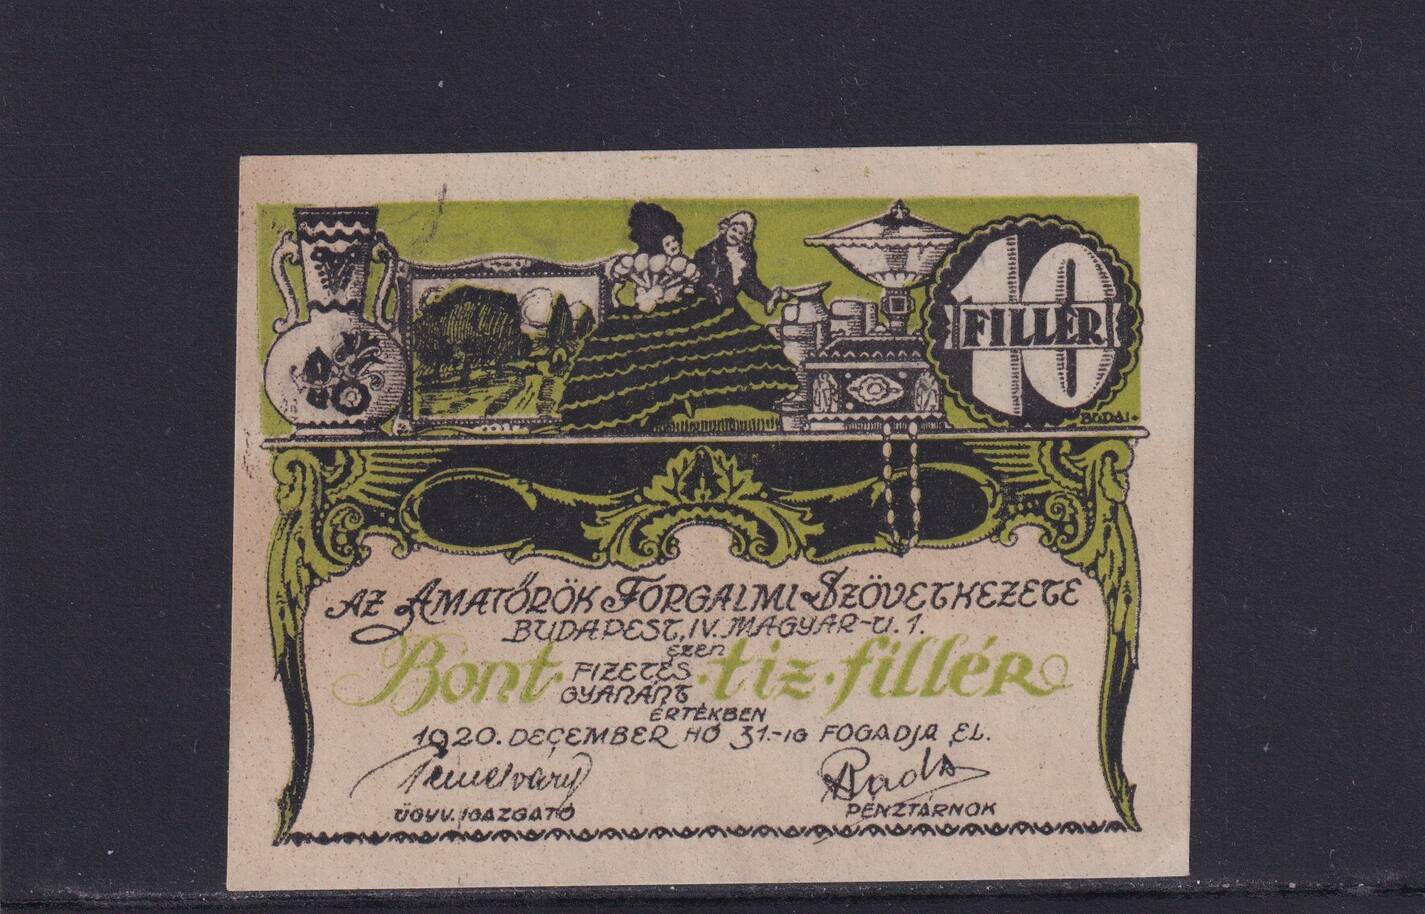 10
FILLÉR
BODAI
AZ AMATŐRÖK FORGALMI SZÖVETKEZETE
BUDAPEST, IV. MAGYAR-U. 1.
EZEN
Bont · FIZETÉS · tiz · fillér
GYANÁNT
ÉRTÉKBEN
1920. DECEMBER HÓ 31.-IG FOGADJA EL.
ÜGYV. IGAZGATÓ PÉNZTÁRNOK